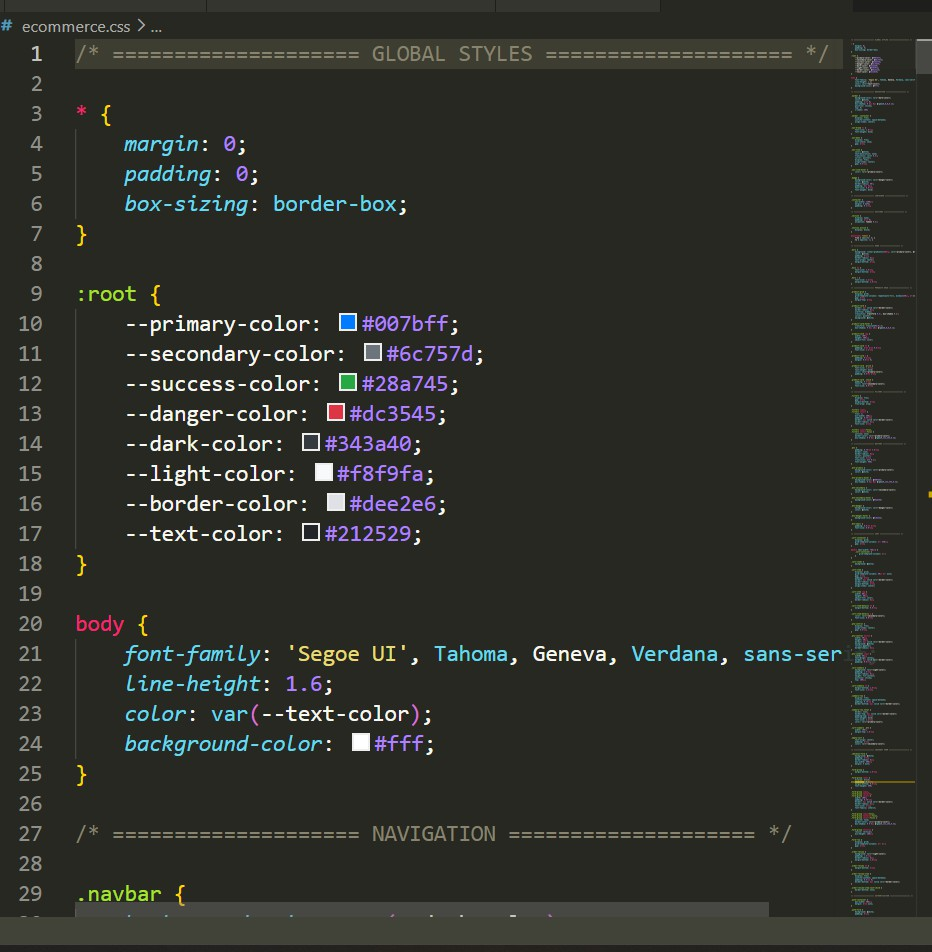 # ecommerce.css > ...
1 /* ==================== GLOBAL STYLES ==================== */
2
3 * {
4 margin: 0;
5 padding: 0;
6 box-sizing: border-box;
7 }
8
9 :root {
10 --primary-color: #007bff;
11 --secondary-color: #6c757d;
12 --success-color: #28a745;
13 --danger-color: #dc3545;
14 --dark-color: #343a40;
15 --light-color: #f8f9fa;
16 --border-color: #dee2e6;
17 --text-color: #212529;
18 }
19
20 body {
21 font-family: 'Segoe UI', Tahoma, Geneva, Verdana, sans-ser
22 line-height: 1.6;
23 color: var(--text-color);
24 background-color: #fff;
25 }
26
27 /* ==================== NAVIGATION ==================== */
28
29 .navbar {